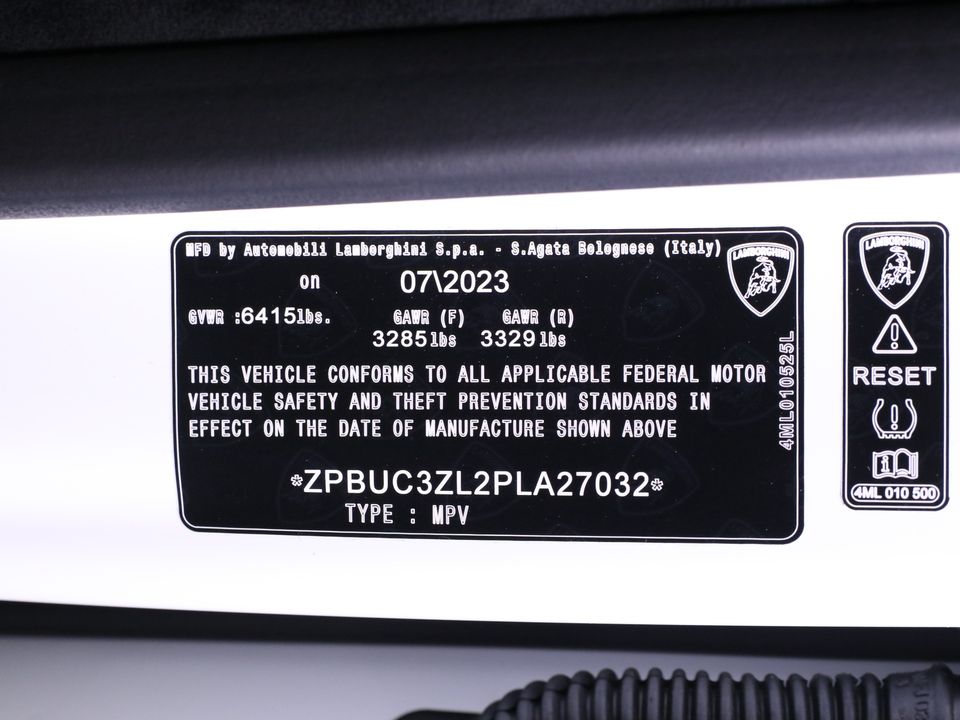 MFD by Automobili Lamborghini S.p.a. - S.Agata Bolognese (Italy)
on 07\2023
GVWR :6415lbs. GAWR (F) GAWR (R)
3285lbs 3329lbs
THIS VEHICLE CONFORMS TO ALL APPLICABLE FEDERAL MOTOR
VEHICLE SAFETY AND THEFT PREVENTION STANDARDS IN
EFFECT ON THE DATE OF MANUFACTURE SHOWN ABOVE
*ZPBUC3ZL2PLA27032*
TYPE : MPV
LAMBORGHINI
4ML010525L
LAMBORGHINI
RESET
4ML 010 500